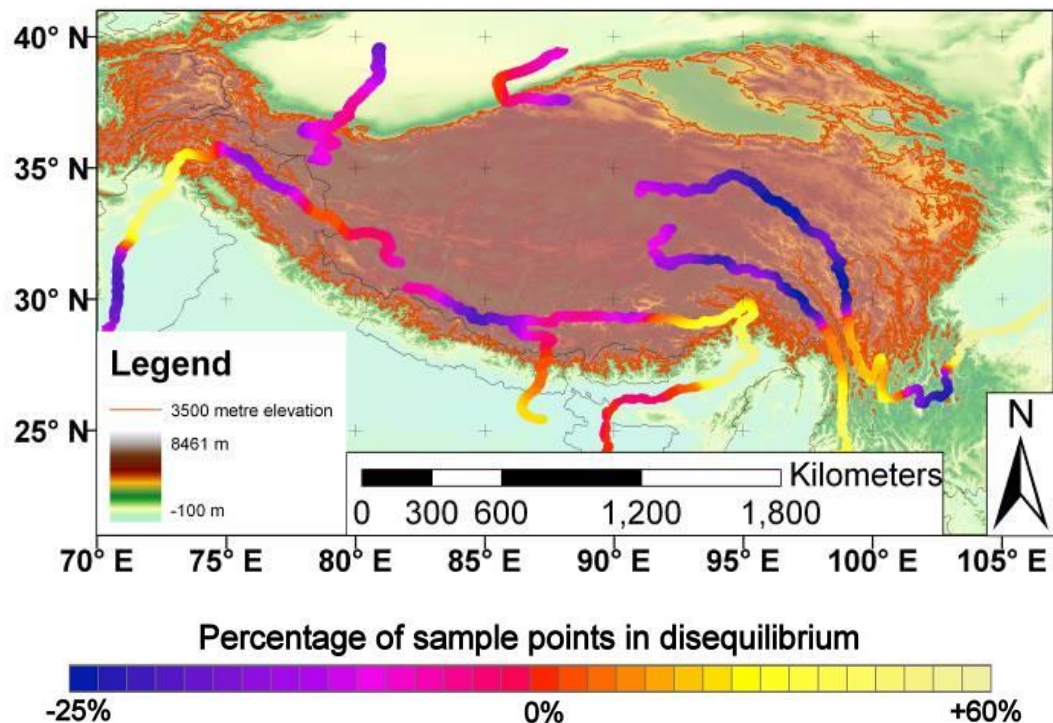 40° N
35° N
30° N
25° N
Legend
3500 metre elevation
8461 m
-100 m
N
Kilometers
0 300 600 1,200 1,800
70° E 75° E 80° E 85° E 90° E 95° E 100° E 105° E
Percentage of sample points in disequilibrium
-25% 0% +60%